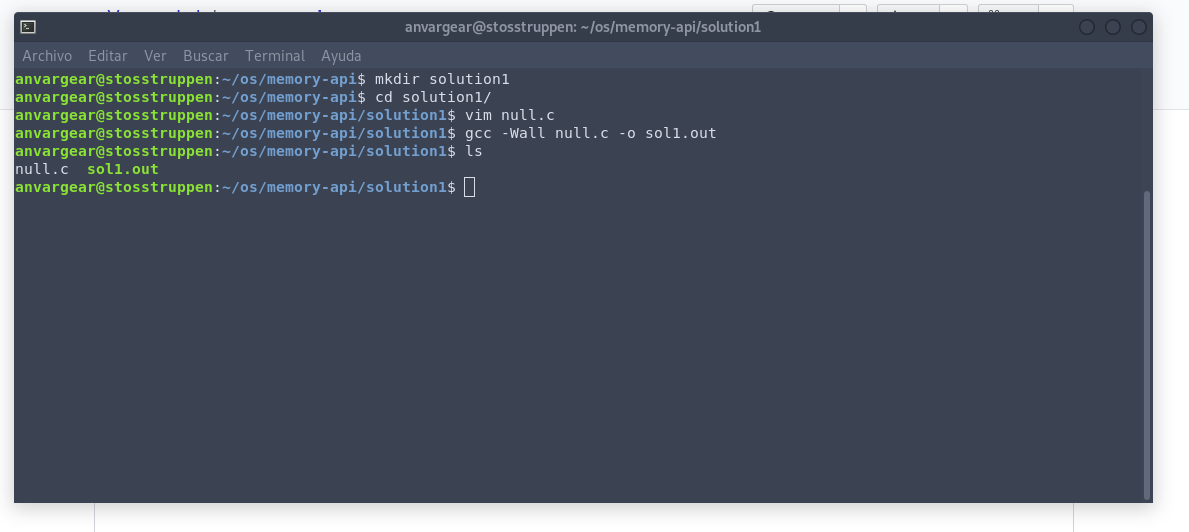 anvargear@stosstruppen: ~/os/memory-api/solution1
Archivo Editar Ver Buscar Terminal Ayuda
anvargear@stosstruppen:~/os/memory-api$ mkdir solution1
anvargear@stosstruppen:~/os/memory-api$ cd solution1/
anvargear@stosstruppen:~/os/memory-api/solution1$ vim null.c
anvargear@stosstruppen:~/os/memory-api/solution1$ gcc -Wall null.c -o sol1.out
anvargear@stosstruppen:~/os/memory-api/solution1$ ls
null.c  sol1.out
anvargear@stosstruppen:~/os/memory-api/solution1$